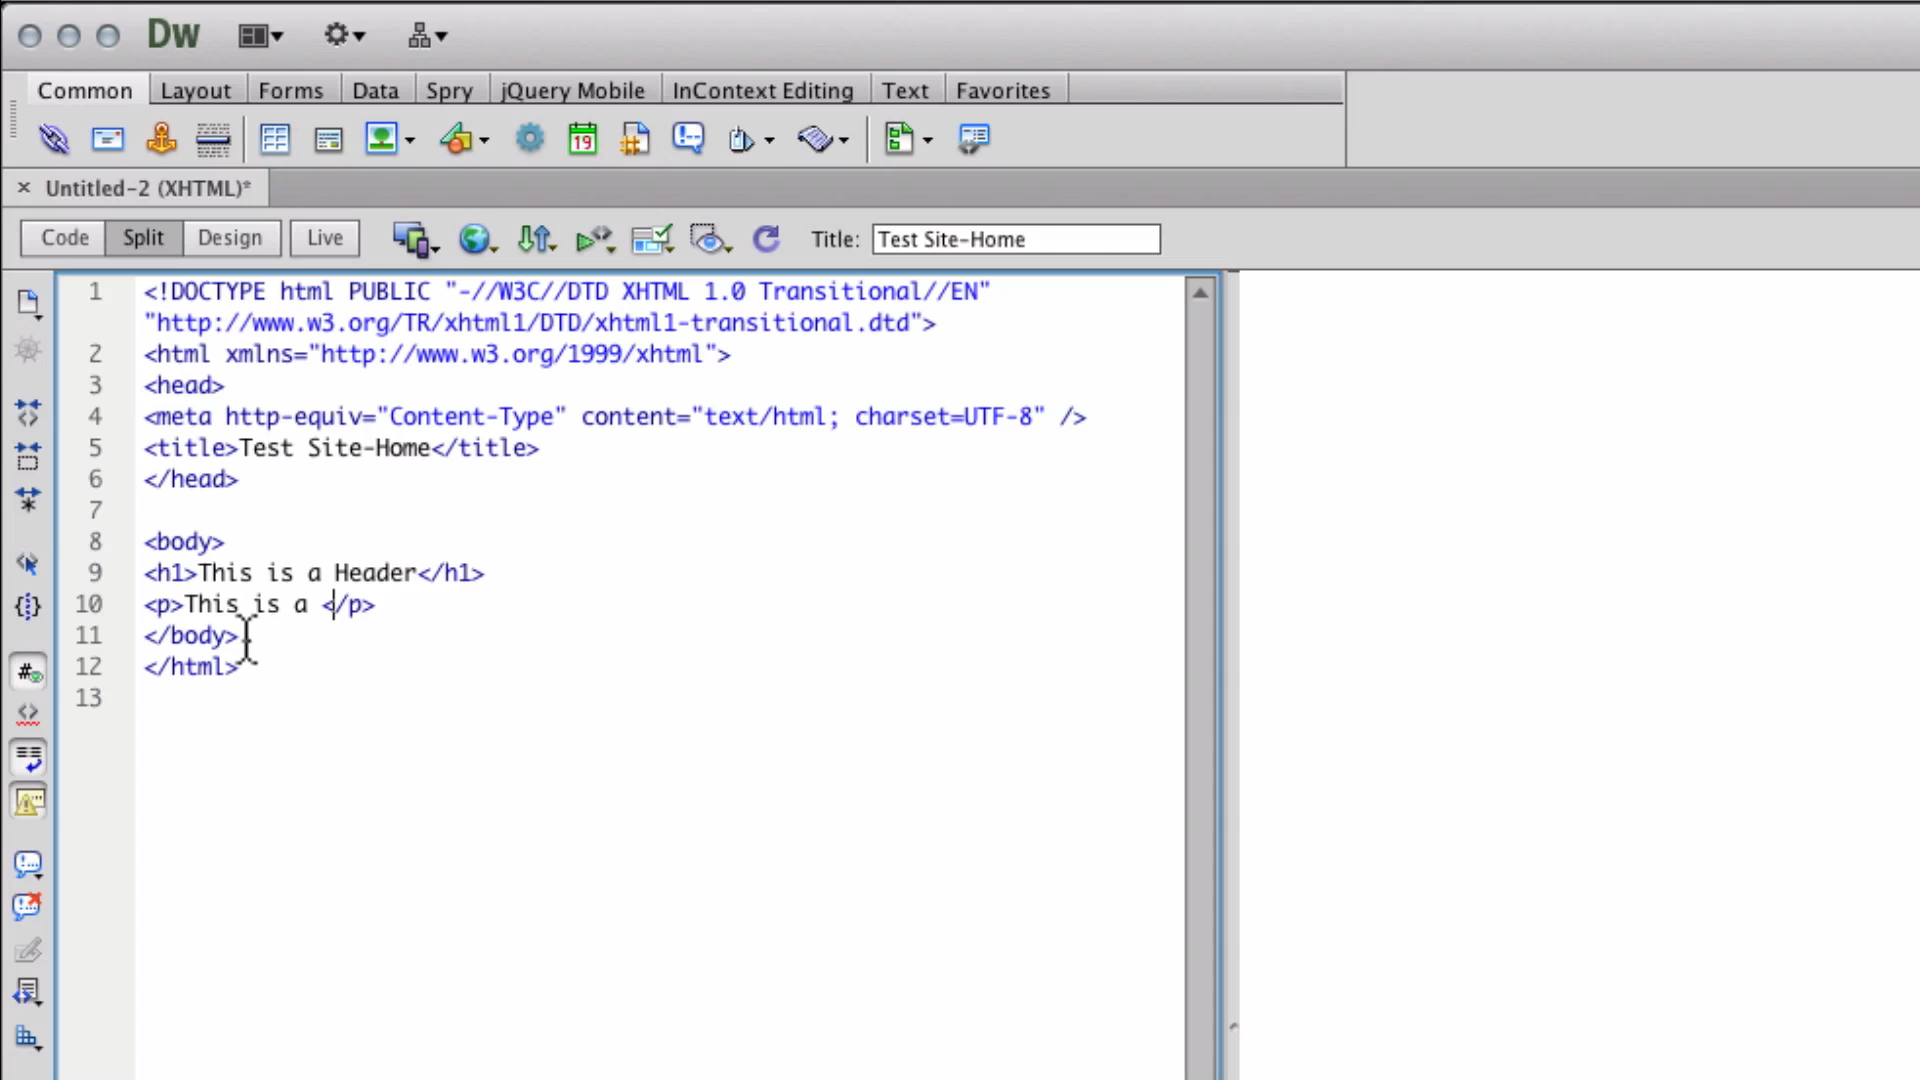 Dw
Common Layout Forms Data Spry jQuery Mobile InContext Editing Text Favorites
19
× Untitled-2 (XHTML)*
Code Split Design Live Title: Test Site-Home
1 <!DOCTYPE html PUBLIC "-//W3C//DTD XHTML 1.0 Transitional//EN"
"http://www.w3.org/TR/xhtml1/DTD/xhtml1-transitional.dtd">
2 <html xmlns="http://www.w3.org/1999/xhtml">
3 <head>
4 <meta http-equiv="Content-Type" content="text/html; charset=UTF-8" />
5 <title>Test Site-Home</title>
6 </head>
7
8 <body>
9 <h1>This is a Header</h1>
10 <p>This is a </p>
11 </body>
12 </html>
13